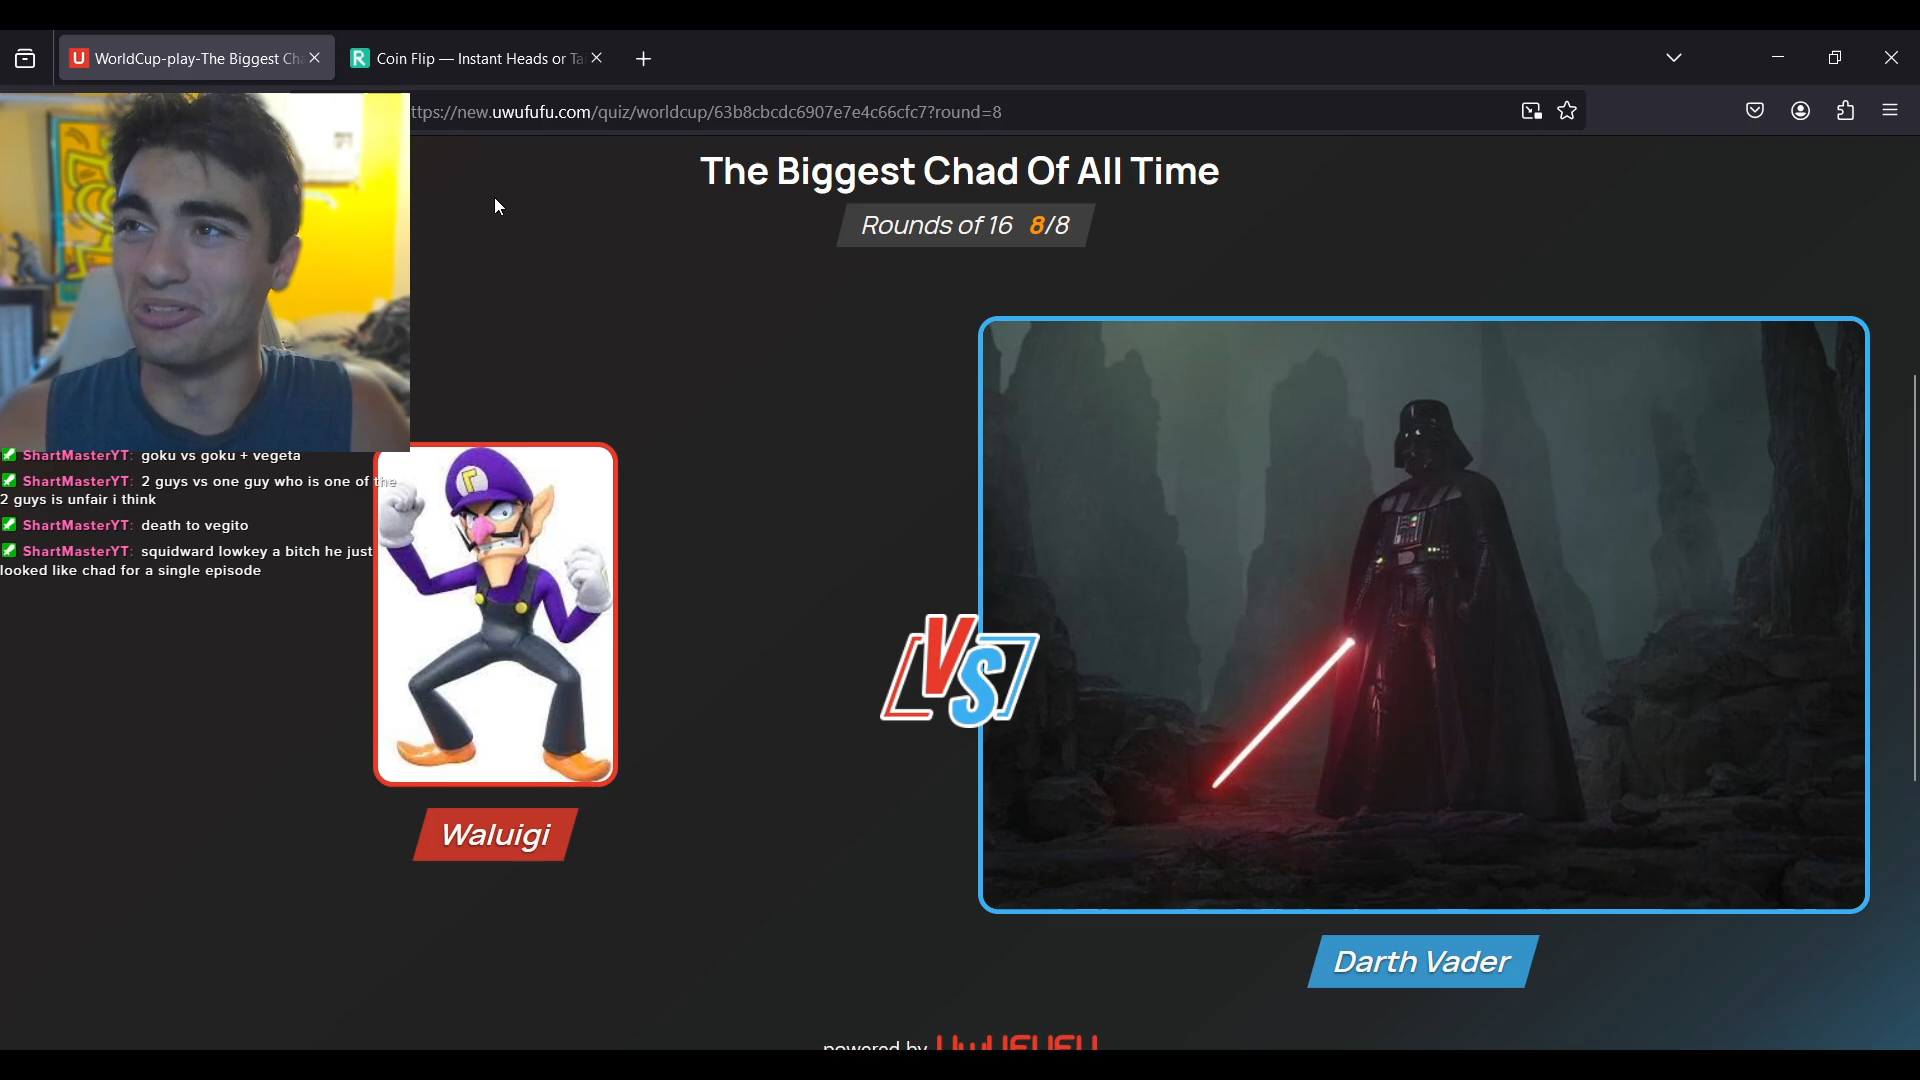 WorldCup-play-The Biggest Ch
Coin Flip — Instant Heads or Ta
ttps://new.uwufufu.com/quiz/worldcup/63b8cbcdc6907e7e4c66cfc7?round=8
The Biggest Chad Of All Time
Rounds of 16 8/8
ShartMasterYT: goku vs goku + vegeta
ShartMasterYT: 2 guys vs one guy who is one of the
2 guys is unfair i think
ShartMasterYT: death to vegito
ShartMasterYT: squidward lowkey a bitch he just
looked like chad for a single episode
VS
Waluigi
Darth Vader
powered by UwUFUFU